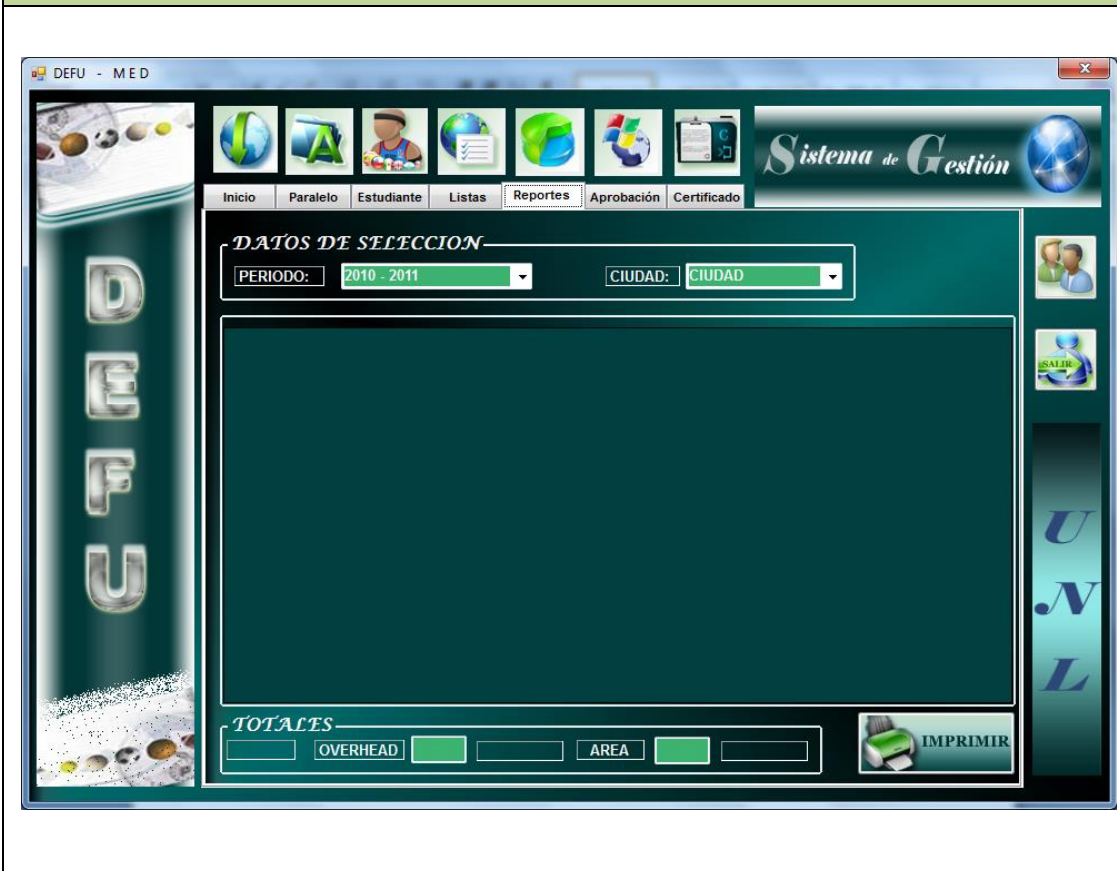 DEFU - MED
Sistema de Gestión
Inicio Paralelo Estudiante Listas Reportes Aprobación Certificado
DATOS DE SELECCION
PERIODO: 2010 - 2011 CIUDAD: CIUDAD
SALIR
D
E
F
U
U
N
L
TOTALES
OVERHEAD AREA
IMPRIMIR